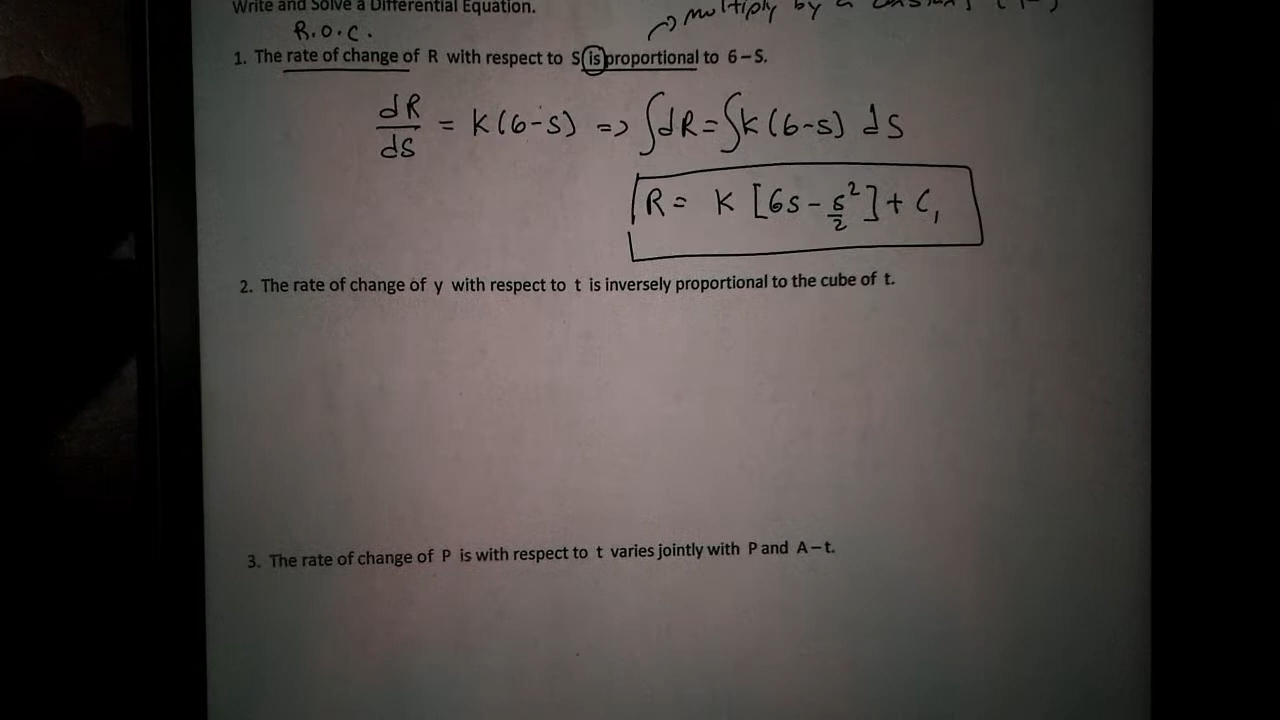 Write and Solve a Differential Equation.
multiply by a
R.O.C.
1. The rate of change of R with respect to S is proportional to 6-S.
dR/dS = K(6-s) => ∫dR=∫k(6-s) ds
R= K [6s-s²/2]+C₁
2. The rate of change of y with respect to t is inversely proportional to the cube of t.
3. The rate of change of P is with respect to t varies jointly with P and A-t.